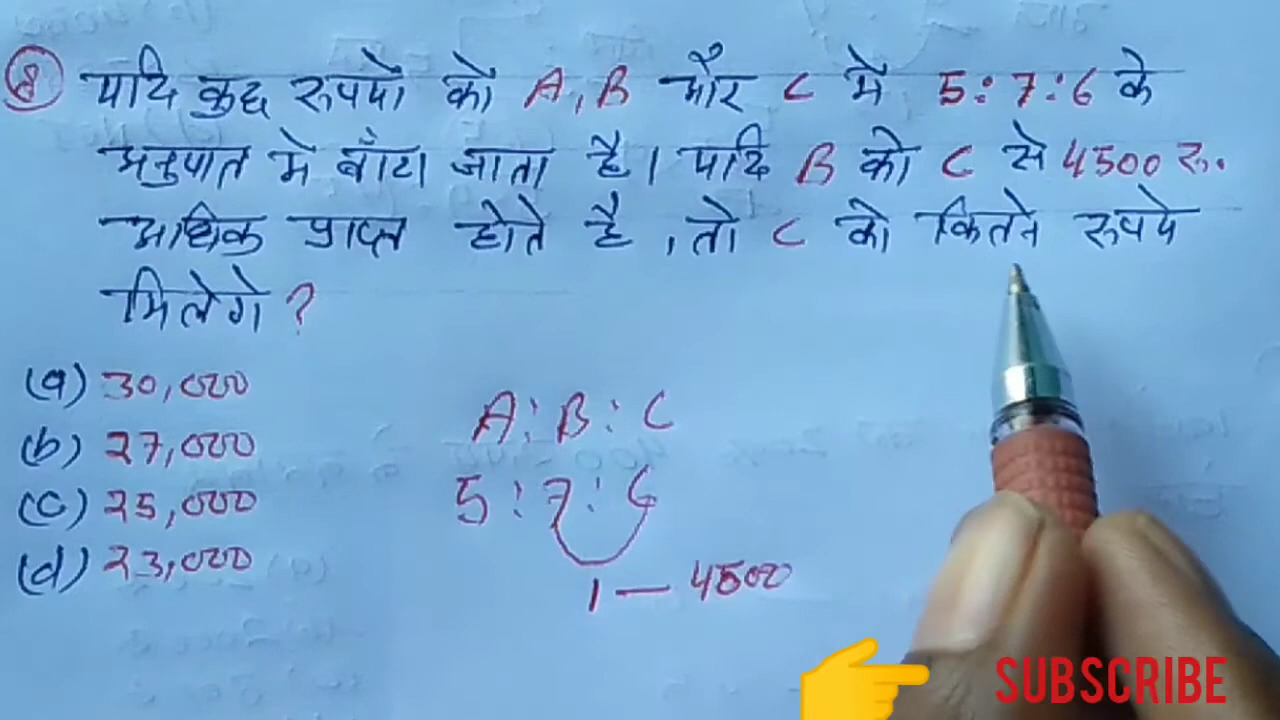 8 यदि कुछ रुपयों को A, B और C में 5:7:6 के
अनुपात में बाँटा जाता है। यदि B को C से 4500 रु.
अधिक प्राप्त होते है, तो C को कितने रुपये
मिलेगे?
(a) 30,000
(b) 27,000
(c) 25,000
(d) 23,000
A:B:C
5:7:6
1 — 4500
SUBSCRIBE